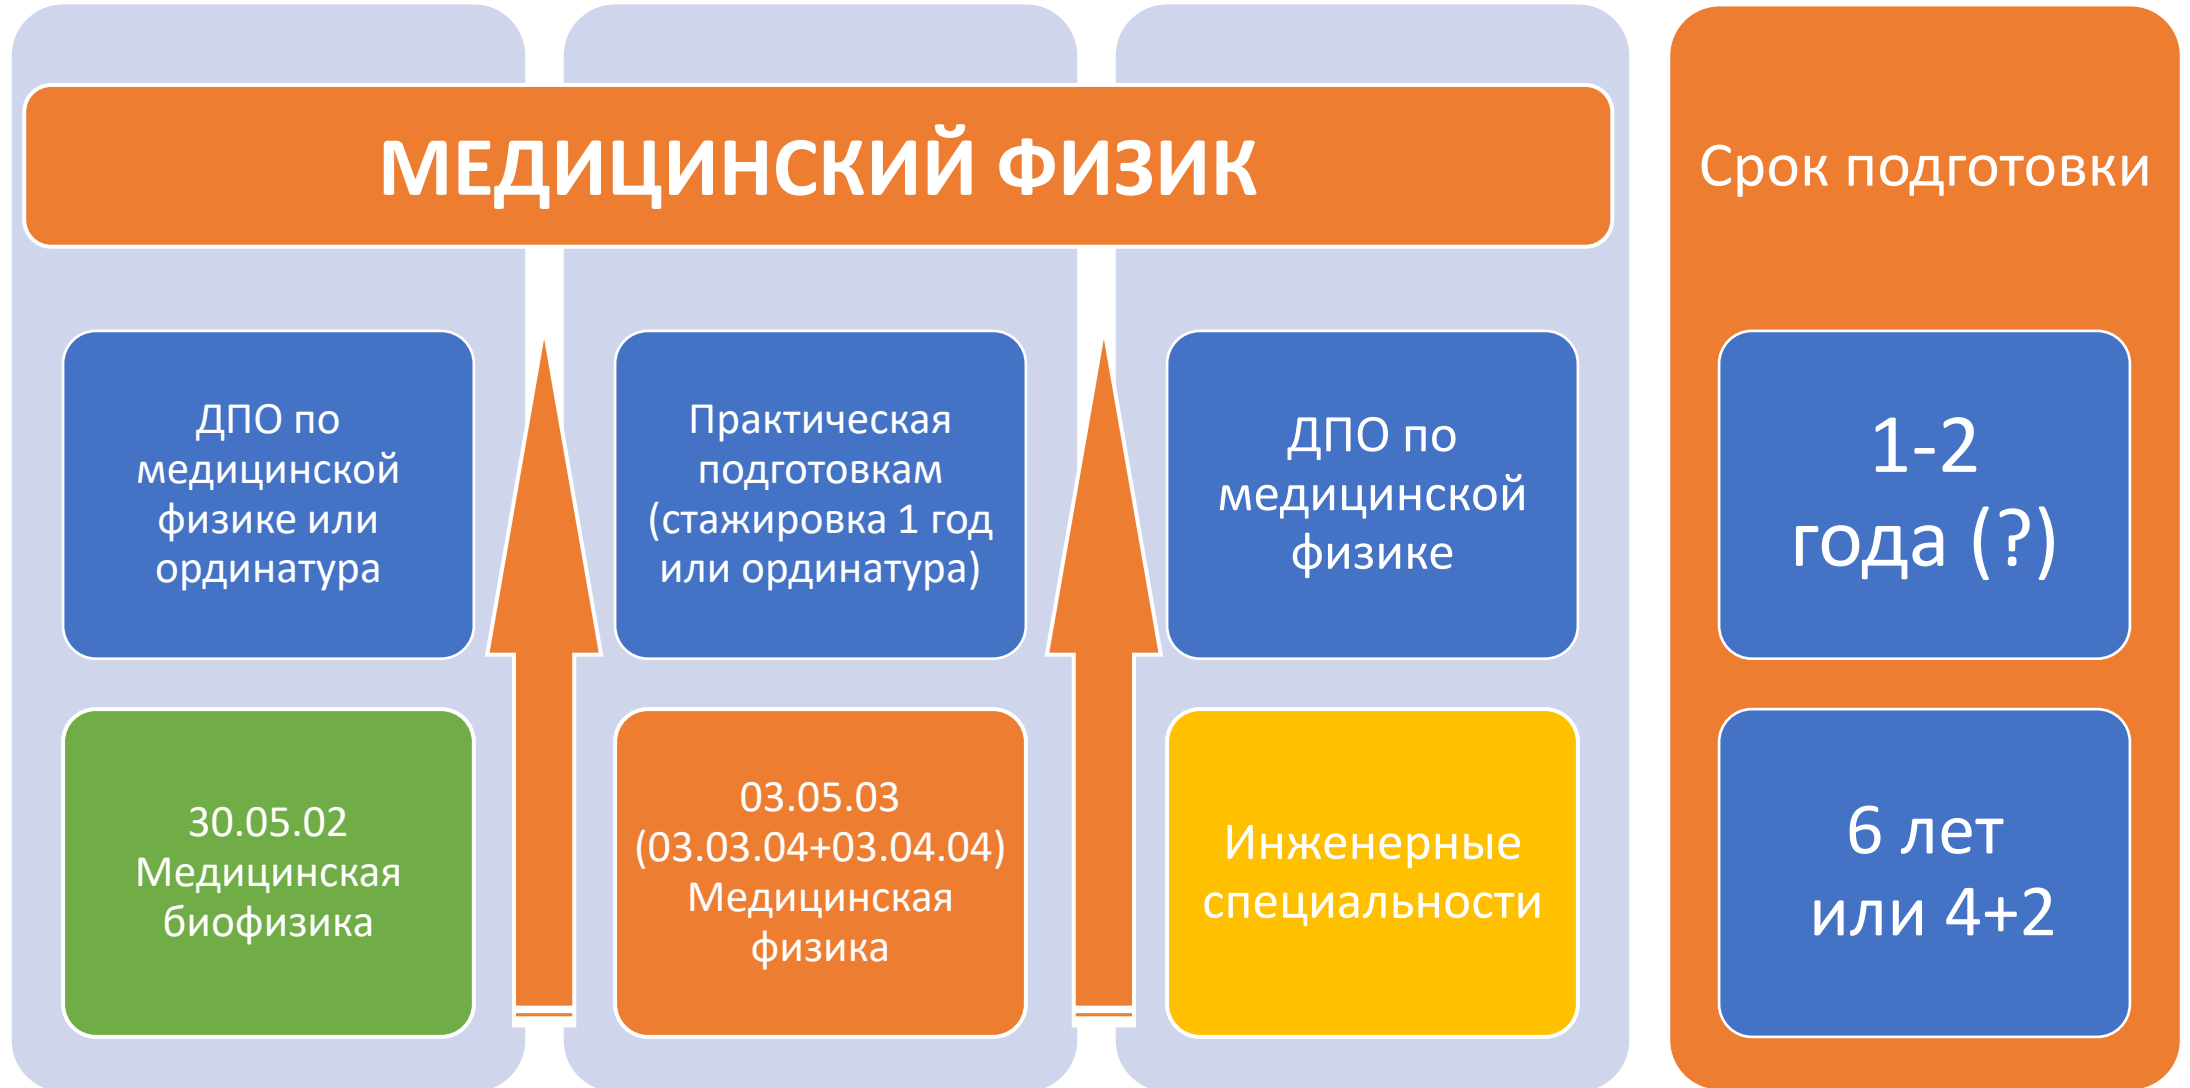 МЕДИЦИНСКИЙ ФИЗИК
Срок подготовки
ДПО по
медицинской
физике или
ординатура
Практическая
подготовкам
(стажировка 1 год
или ординатура)
ДПО по
медицинской
физике
1-2
года (?)
30.05.02
Медицинская
биофизика
03.05.03
(03.03.04+03.04.04)
Медицинская
физика
Инженерные
специальности
6 лет
или 4+2